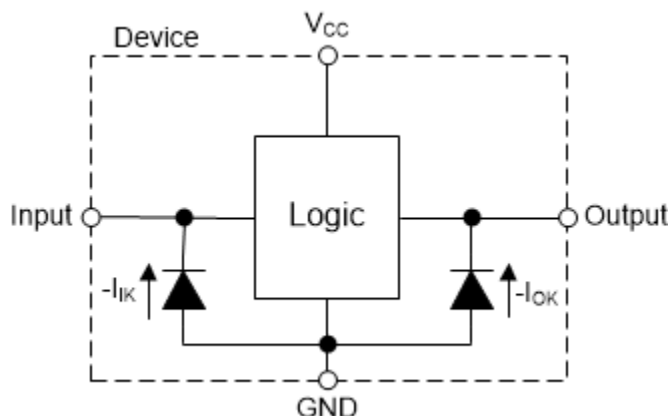 Device
VCC
Input
Logic
Output
-IIK
-IOK
GND